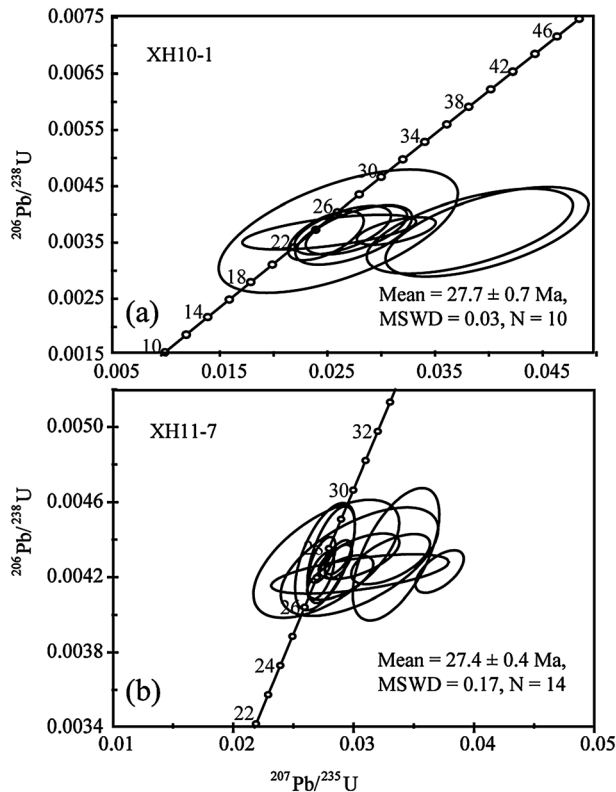 0.0075
0.0065
0.0055
0.0045
0.0035
0.0025
0.0015
206Pb/238U
XH10-1
46
42
38
34
30
26
22
18
14
10
(a)
Mean = 27.7 ± 0.7 Ma,
MSWD = 0.03, N = 10
0.005 0.015 0.025 0.035 0.045
0.0050
0.0046
0.0042
0.0038
0.0034
206Pb/238U
XH11-7
32
30
28
26
24
22
(b)
Mean = 27.4 ± 0.4 Ma,
MSWD = 0.17, N = 14
0.01 0.02 0.03 0.04 0.05
207Pb/235U